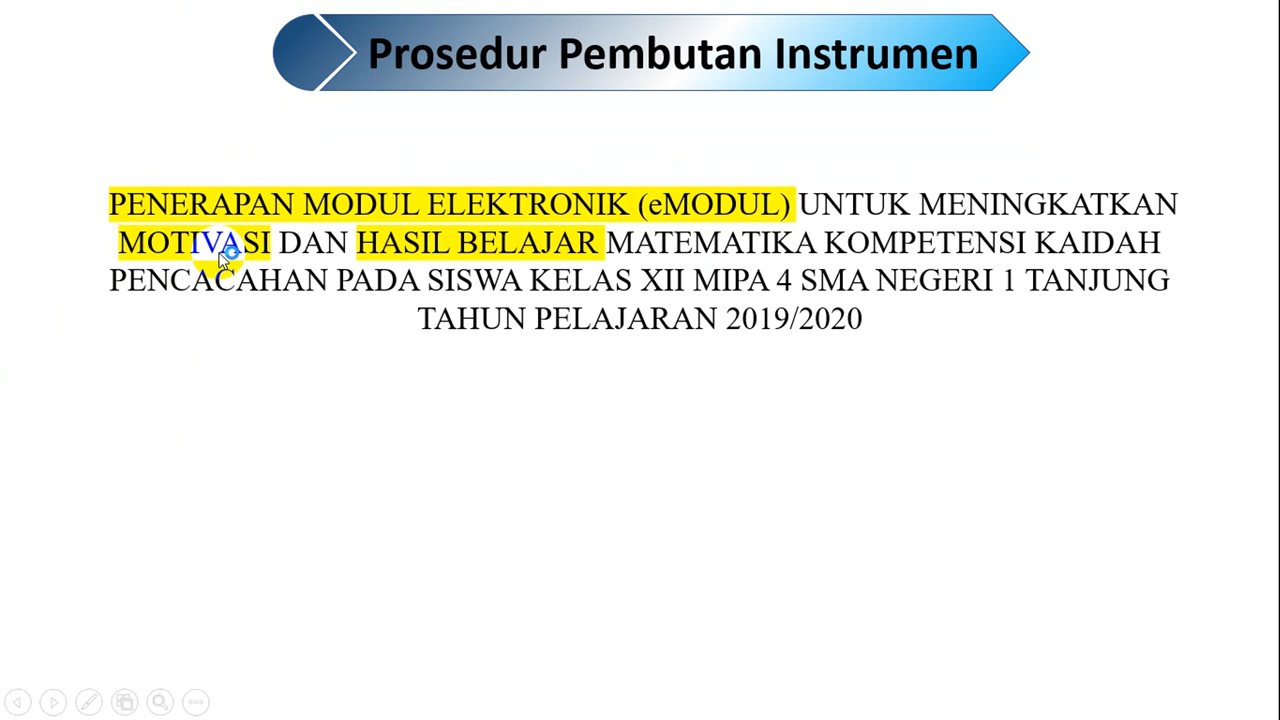 Prosedur Pembutan Instrumen
PENERAPAN MODUL ELEKTRONIK (eMODUL) UNTUK MENINGKATKAN
MOTIVASI DAN HASIL BELAJAR MATEMATIKA KOMPETENSI KAIDAH
PENCACAHAN PADA SISWA KELAS XII MIPA 4 SMA NEGERI 1 TANJUNG
TAHUN PELAJARAN 2019/2020